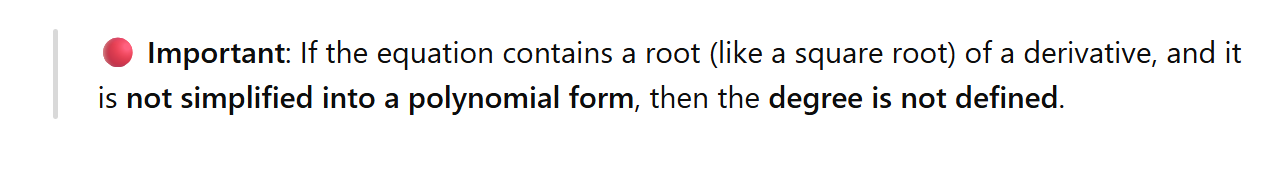 Important: If the equation contains a root (like a square root) of a derivative, and it
is not simplified into a polynomial form, then the degree is not defined.